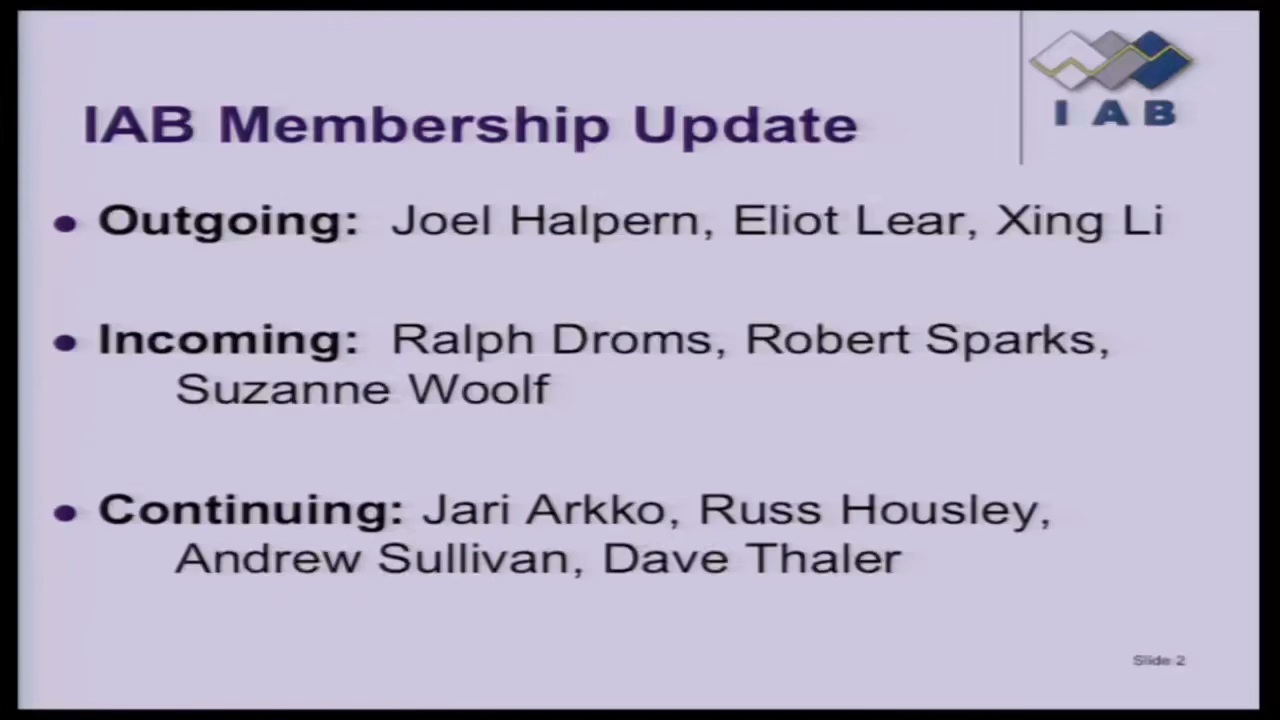 IAB
IAB Membership Update
• Outgoing: Joel Halpern, Eliot Lear, Xing Li
• Incoming: Ralph Droms, Robert Sparks,
Suzanne Woolf
• Continuing: Jari Arkko, Russ Housley,
Andrew Sullivan, Dave Thaler
Slide 2